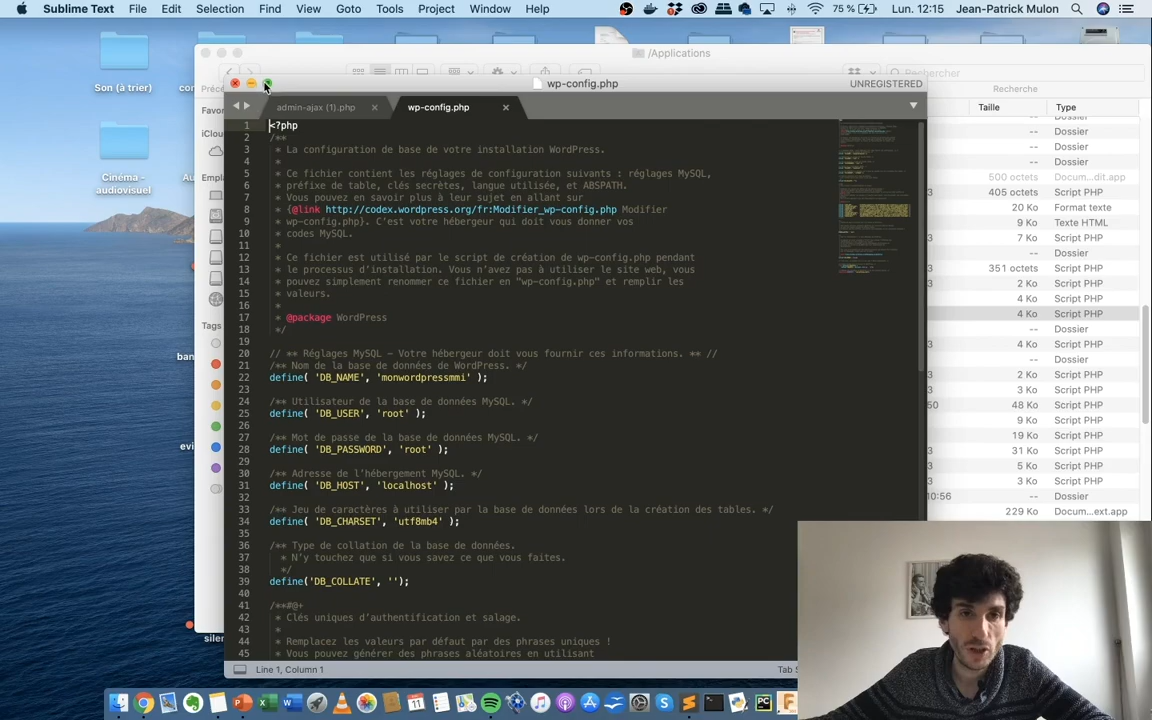 Sublime Text File Edit Selection Find View Goto Tools Project Window Help 75 % Lun. 12:15 Jean-Patrick Mulon
Son (à trier)
Cinéma - audiovisuel
/Applications
Rechercher
Recherche
wp-config.php
UNREGISTERED
admin-ajax (1).php
wp-config.php
Taille Type
1 <?php
2 /**
3 * La configuration de base de votre installation WordPress.
4 *
5 * Ce fichier contient les réglages de configuration suivants : réglages MySQL,
6 * préfixe de table, clés secrètes, langue utilisée, et ABSPATH.
7 * Vous pouvez en savoir plus à leur sujet en allant sur
8 * {@link http://codex.wordpress.org/fr:Modifier_wp-config.php Modifier
9 * wp-config.php}. C'est votre hébergeur qui doit vous donner vos
10 * codes MySQL.
11 *
12 * Ce fichier est utilisé par le script de création de wp-config.php pendant
13 * le processus d'installation. Vous n'avez pas à utiliser le site web, vous
14 * pouvez simplement renommer ce fichier en "wp-config.php" et remplir les
15 * valeurs.
16 *
17 * @package WordPress
18 */
19
20 // ** Réglages MySQL - Votre hébergeur doit vous fournir ces informations. ** //
21 /** Nom de la base de données de WordPress. */
22 define( 'DB_NAME', 'monwordpressmmi' );
23
24 /** Utilisateur de la base de données MySQL. */
25 define( 'DB_USER', 'root' );
26
27 /** Mot de passe de la base de données MySQL. */
28 define( 'DB_PASSWORD', 'root' );
29
30 /** Adresse de l'hébergement MySQL. */
31 define( 'DB_HOST', 'localhost' );
32
33 /** Jeu de caractères à utiliser par la base de données lors de la création des tables. */
34 define( 'DB_CHARSET', 'utf8mb4' );
35
36 /** Type de collation de la base de données.
37 * N'y touchez que si vous savez ce que vous faites.
38 */
39 define('DB_COLLATE', '');
40
41 /**#@+
42 * Clés uniques d'authentification et salage.
43 *
44 * Remplacez les valeurs par défaut par des phrases uniques !
45 * Vous pouvez générer des phrases aléatoires en utilisant
Line 1, Column 1
Tab S
Favor
iCloud
Empl
Tags
-- Dossier
-- Dossier
-- Dossier
500 octets Docum...dit.app
405 octets Script PHP
20 Ko Format texte
9 Ko Texte HTML
7 Ko Script PHP
-- Dossier
351 octets Script PHP
2 Ko Script PHP
4 Ko Script PHP
4 Ko Script PHP
-- Dossier
4 Ko Script PHP
-- Dossier
2 Ko Script PHP
3 Ko Script PHP
48 Ko Script PHP
9 Ko Script PHP
19 Ko Script PHP
31 Ko Script PHP
5 Ko Script PHP
3 Ko Script PHP
10:56 -- Dossier
229 Ko Docum...ext.app